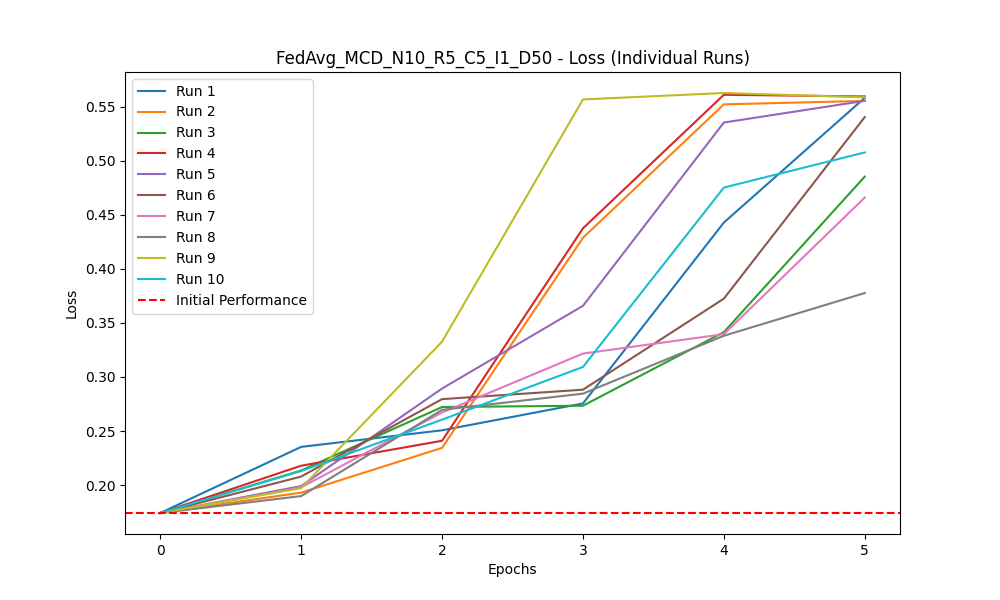 FedAvg_MCD_N10_R5_C5_I1_D50 - Loss (Individual Runs)
Run 1
Run 2
Run 3
Run 4
Run 5
Run 6
Run 7
Run 8
Run 9
Run 10
Initial Performance
Loss
0.55
0.50
0.45
0.40
0.35
0.30
0.25
0.20
0 1 2 3 4 5
Epochs